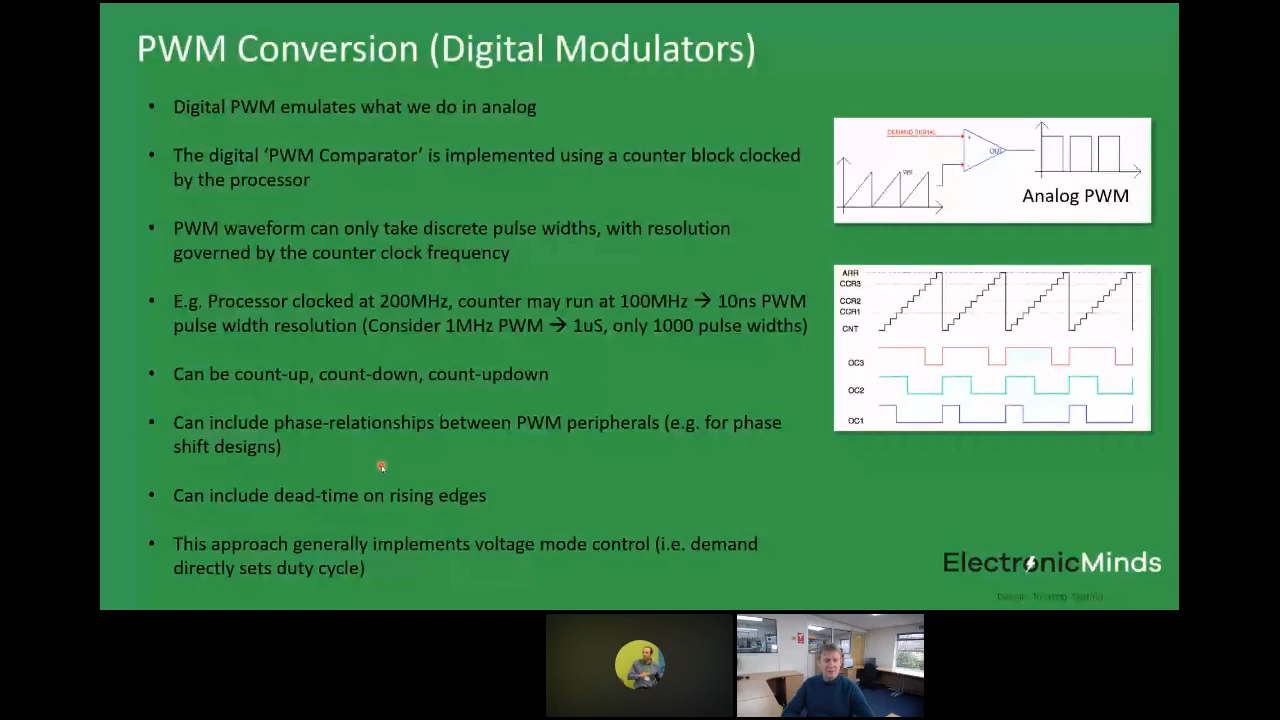 PWM Conversion (Digital Modulators)
• Digital PWM emulates what we do in analog
• The digital ‘PWM Comparator’ is implemented using a counter block clocked
by the processor
• PWM waveform can only take discrete pulse widths, with resolution
governed by the counter clock frequency
• E.g. Processor clocked at 200MHz, counter may run at 100MHz → 10ns PWM
pulse width resolution (Consider 1MHz PWM → 1uS, only 1000 pulse widths)
• Can be count-up, count-down, count-updown
• Can include phase-relationships between PWM peripherals (e.g. for phase
shift designs)
• Can include dead-time on rising edges
• This approach generally implements voltage mode control (i.e. demand
directly sets duty cycle)
DEMAND SIGNAL
OUT
Analog PWM
ARR
CCR3
CCR2
CCR1
CNT
OC3
OC2
OC1
ElectronicMinds
Design Training Testing